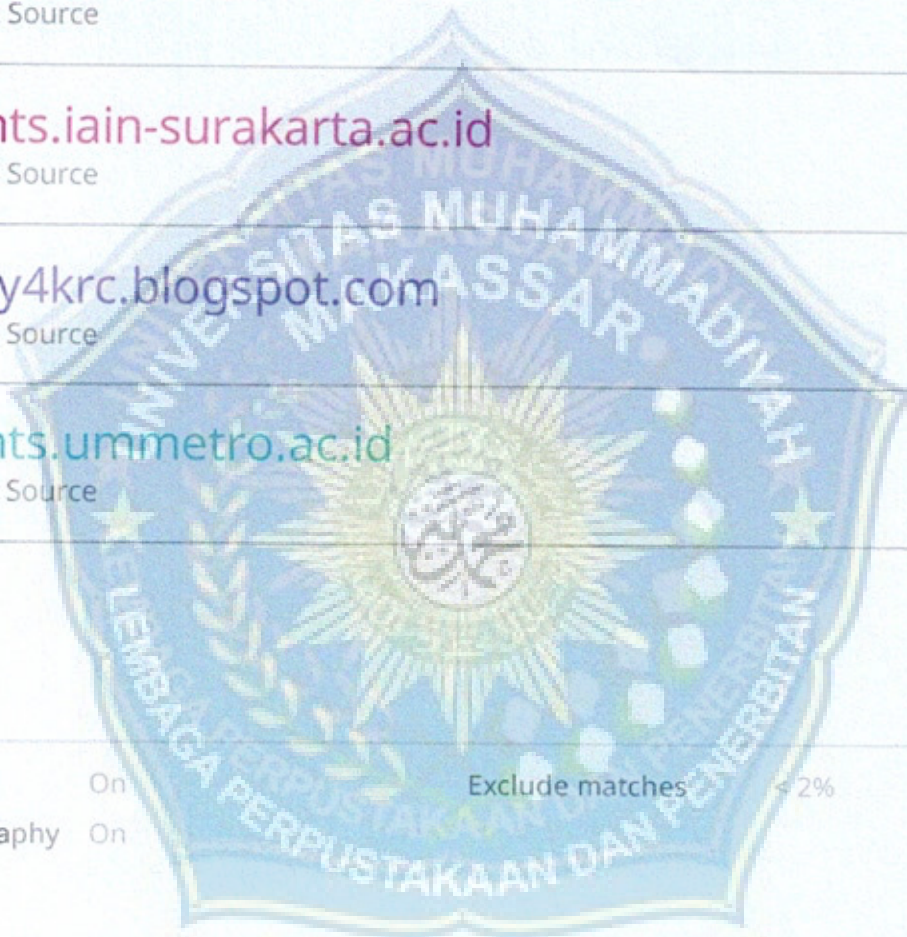 Source
nts.iain-surakarta.ac.id
Source
UNIVERSITAS MUHAMMADIYAH
MAKASSAR
y4krc.blogspot.com
Source
nts.ummetro.ac.id
Source
LEMBAGA PERPUSTAKAAN DAN PENERBITAN
On
Exclude matches < 2%
aphy On